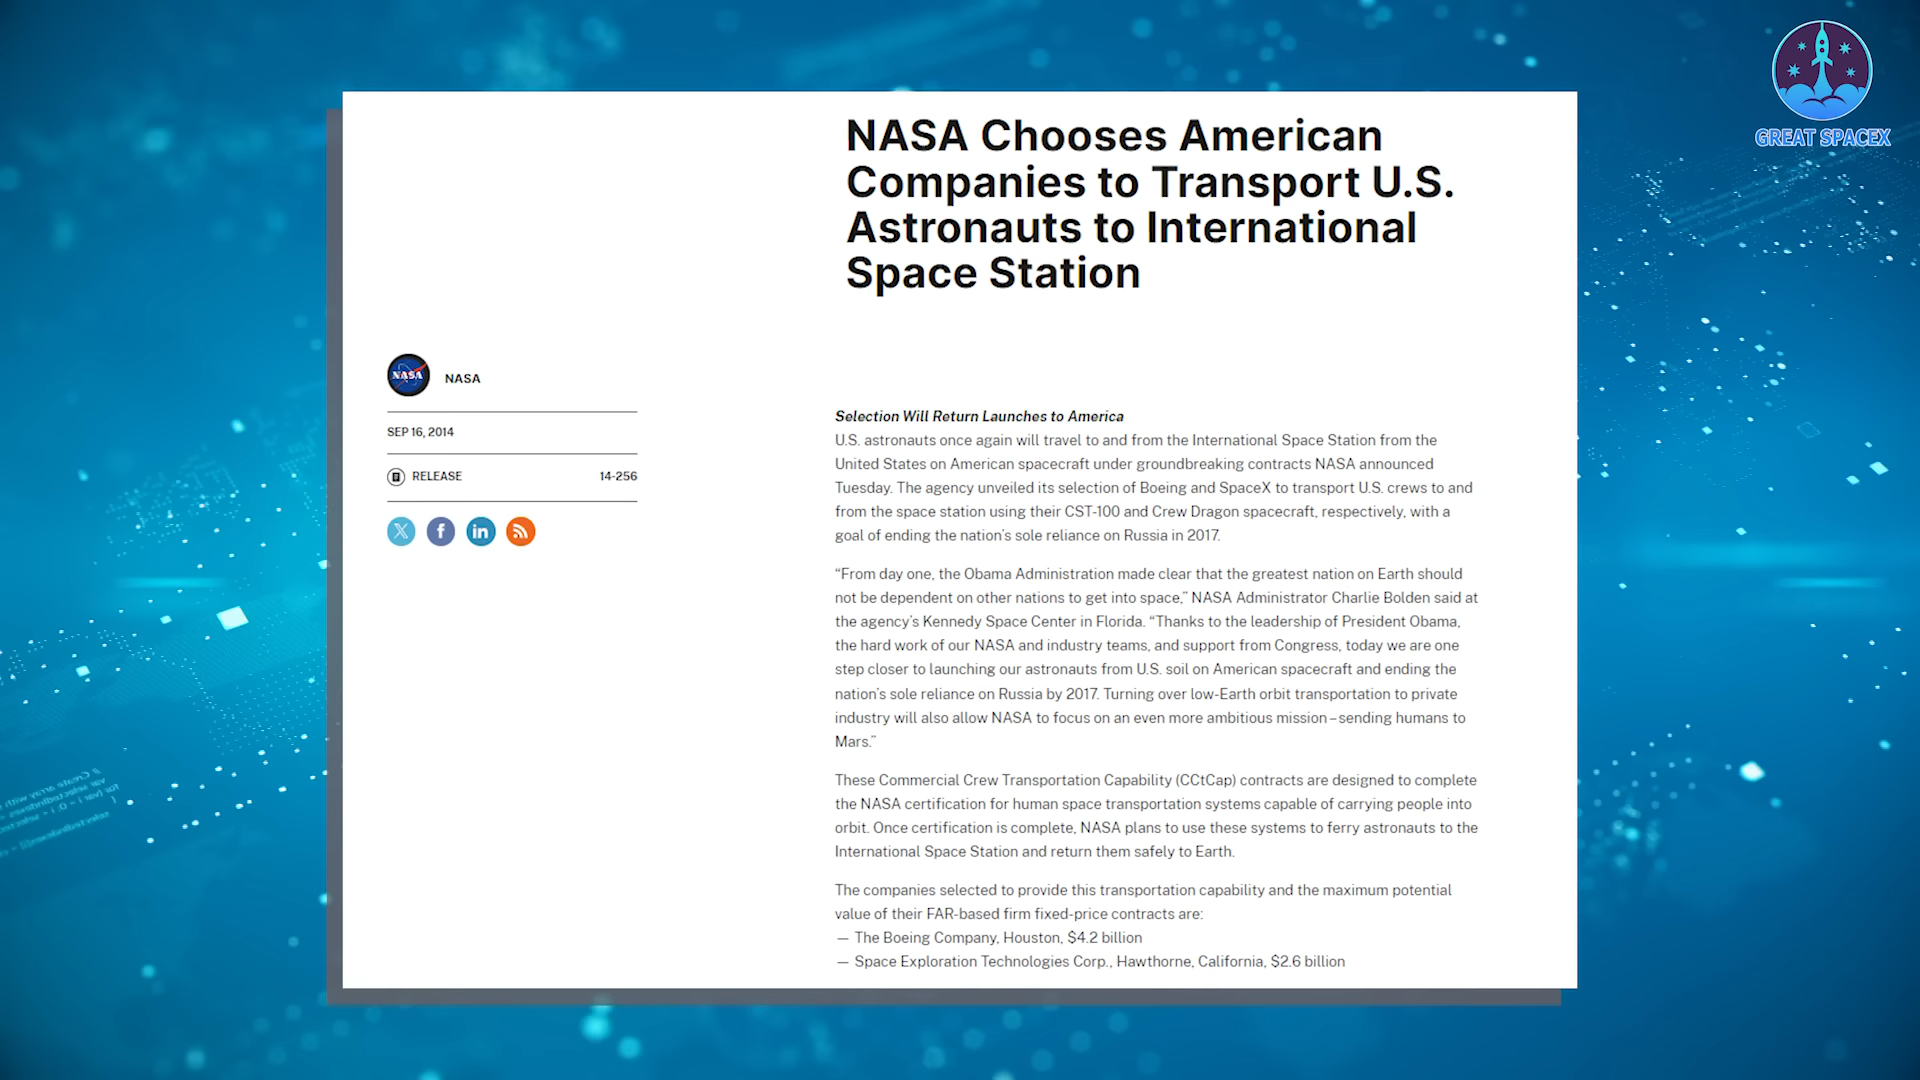 GREAT SPACEX
NASA Chooses American
Companies to Transport U.S.
Astronauts to International
Space Station
NASA
NASA
SEP 16, 2014
RELEASE 14-256
Selection Will Return Launches to America
U.S. astronauts once again will travel to and from the International Space Station from the
United States on American spacecraft under groundbreaking contracts NASA announced
Tuesday. The agency unveiled its selection of Boeing and SpaceX to transport U.S. crews to and
from the space station using their CST-100 and Crew Dragon spacecraft, respectively, with a
goal of ending the nation’s sole reliance on Russia in 2017.
“From day one, the Obama Administration made clear that the greatest nation on Earth should
not be dependent on other nations to get into space,” NASA Administrator Charlie Bolden said at
the agency’s Kennedy Space Center in Florida. “Thanks to the leadership of President Obama,
the hard work of our NASA and industry teams, and support from Congress, today we are one
step closer to launching our astronauts from U.S. soil on American spacecraft and ending the
nation’s sole reliance on Russia by 2017. Turning over low-Earth orbit transportation to private
industry will also allow NASA to focus on an even more ambitious mission – sending humans to
Mars.”
These Commercial Crew Transportation Capability (CCtCap) contracts are designed to complete
the NASA certification for human space transportation systems capable of carrying people into
orbit. Once certification is complete, NASA plans to use these systems to ferry astronauts to the
International Space Station and return them safely to Earth.
The companies selected to provide this transportation capability and the maximum potential
value of their FAR-based firm fixed-price contracts are:
— The Boeing Company, Houston, $4.2 billion
— Space Exploration Technologies Corp., Hawthorne, California, $2.6 billion